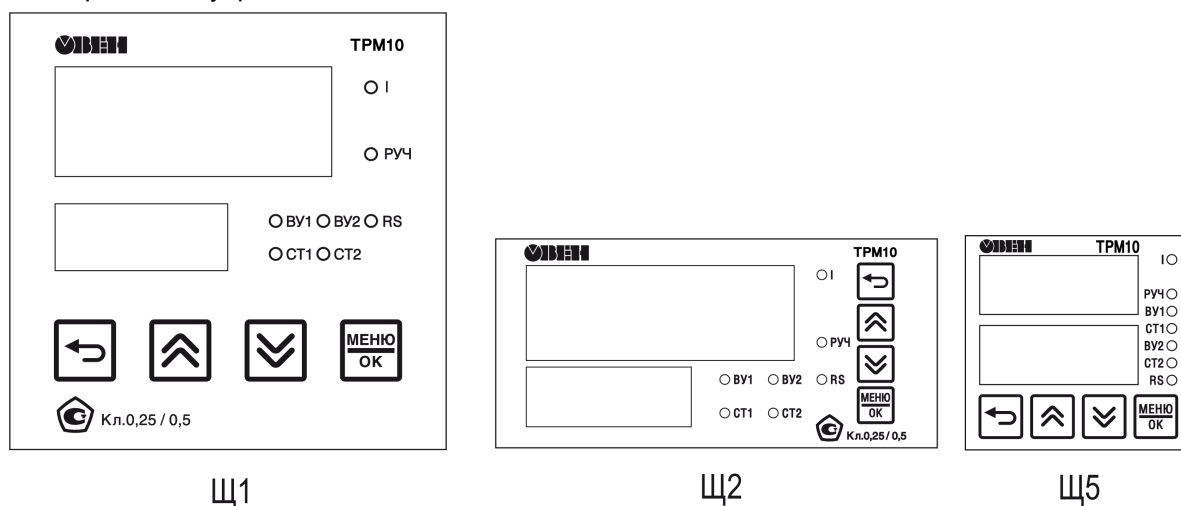 ОВЕН ТРМ10
I
РУЧ
ВУ1 ВУ2 RS
СТ1 СТ2
МЕНЮ
ОК
Кл.0,25 / 0,5
Щ1
ОВЕН ТРМ10
I
РУЧ
ВУ1 ВУ2 RS
СТ1 СТ2
МЕНЮ
ОК
Кл.0,25 / 0,5
Щ2
ОВЕН ТРМ10
I
РУЧ
ВУ1
СТ1
ВУ2
СТ2
RS
МЕНЮ
ОК
Щ5